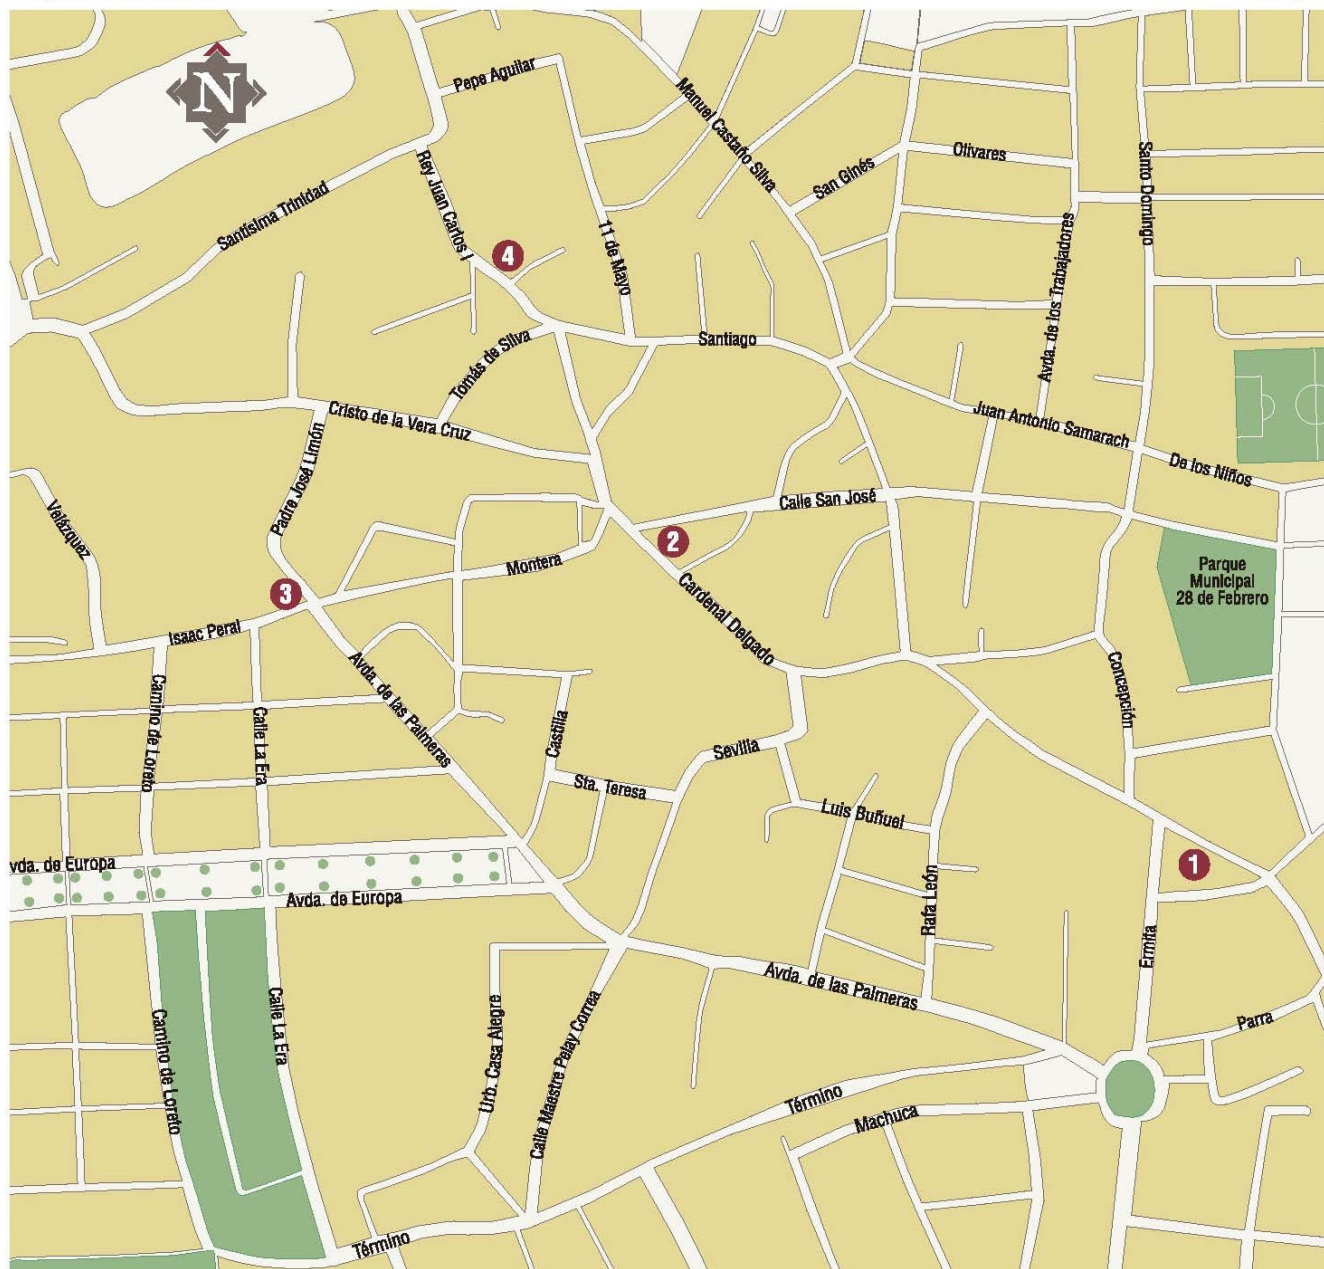 N
Pepe Aguilar
Manuel Castaño Silva
Olivares
San Ginés
Santo Domingo
Rey Juan Carlos I
Santísima Trinidad
4
11 de Mayo
Avda. de los Trabajadores
Tomás de Silva
Santiago
Cristo de la Vera Cruz
Juan Antonio Samarach
De los Niños
Padre José Limón
Velázquez
Calle San José
2
Montera
3
Parque
Municipal
28 de Febrero
Isaac Peral
Cardenal Delgado
Avda. de las Palmeras
Camino de Loreto
Calle La Era
Concepción
Castilla
Sevilla
Sta. Teresa
Luis Buñuel
1
vda. de Europa
Avda. de Europa
Rafa León
Ermita
Avda. de las Palmeras
Camino de Loreto
Calle La Era
Urb. Casa Alegre
Calle Maestre Pelay Correa
Parra
Término
Machuca
Término